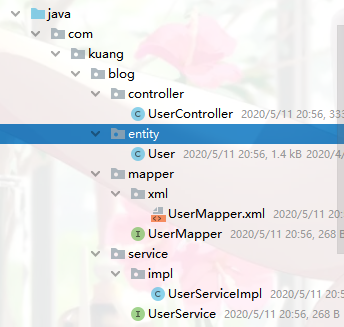 java
com
kuang
blog
controller
UserController 2020/5/11 20:56, 333
entity
User 2020/5/11 20:56, 1.4 kB 2020/4/
mapper
xml
UserMapper.xml 2020/5/11 20:
UserMapper 2020/5/11 20:56, 268 B
service
impl
UserServiceImpl 2020/5/11 20:5
UserService 2020/5/11 20:56, 268 B